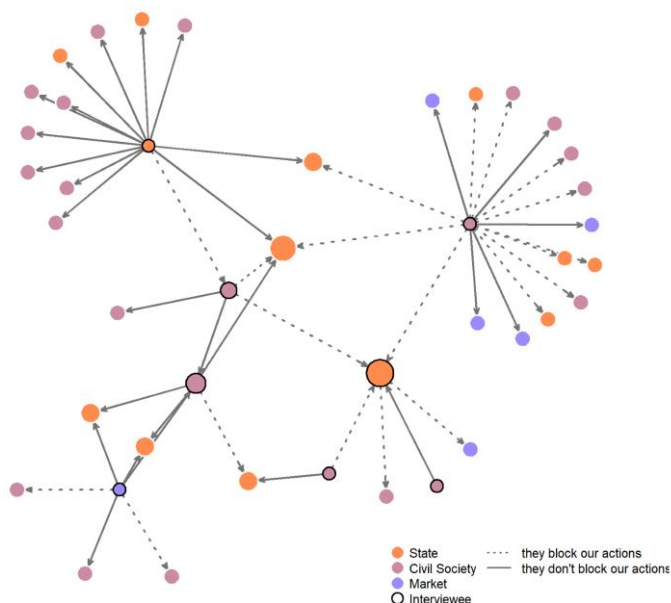 State
Civil Society
Market
Interviewee
they block our actions
they don't block our actions